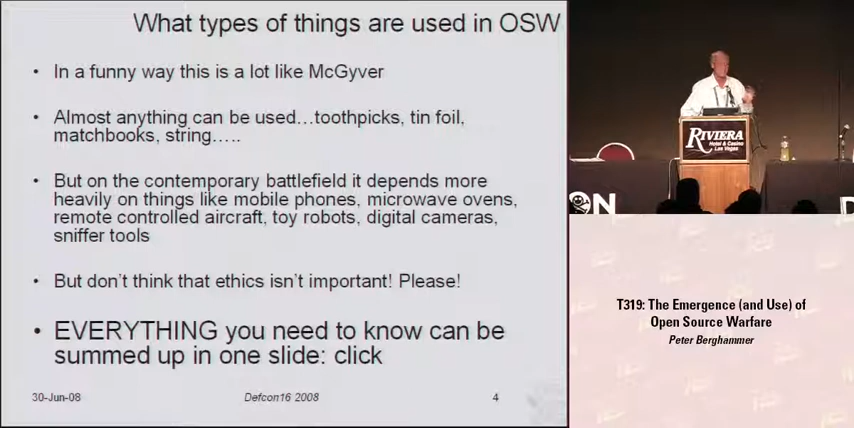 What types of things are used in OSW
• In a funny way this is a lot like McGyver
• Almost anything can be used…toothpicks, tin foil,
matchbooks, string…..
• But on the contemporary battlefield it depends more
heavily on things like mobile phones, microwave ovens,
remote controlled aircraft, toy robots, digital cameras,
sniffer tools
• But don't think that ethics isn't important! Please!
• EVERYTHING you need to know can be
summed up in one slide: click
30-Jun-08
Defcon16 2008
4
RIVIERA
Hotel & Casino
Las Vegas
ON
D
T319: The Emergence (and Use) of
Open Source Warfare
Peter Berghammer